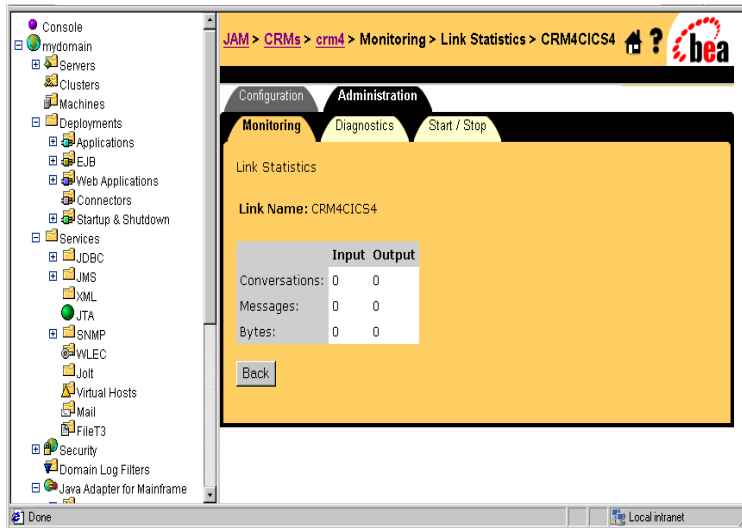 Console
mydomain
Servers
Clusters
Machines
Deployments
Applications
EJB
Web Applications
Connectors
Startup & Shutdown
Services
JDBC
JMS
XML
JTA
SNMP
WLEC
Jolt
Virtual Hosts
Mail
FileT3
Security
Domain Log Filters
Java Adapter for Mainframe
JAM > CRMs > crm4 > Monitoring > Link Statistics > CRM4CICS4 ? bea
Configuration Administration
Monitoring Diagnostics Start / Stop
Link Statistics
Link Name: CRM4CICS4
Input Output
Conversations: 0 0
Messages: 0 0
Bytes: 0 0
Back
Done Local intranet